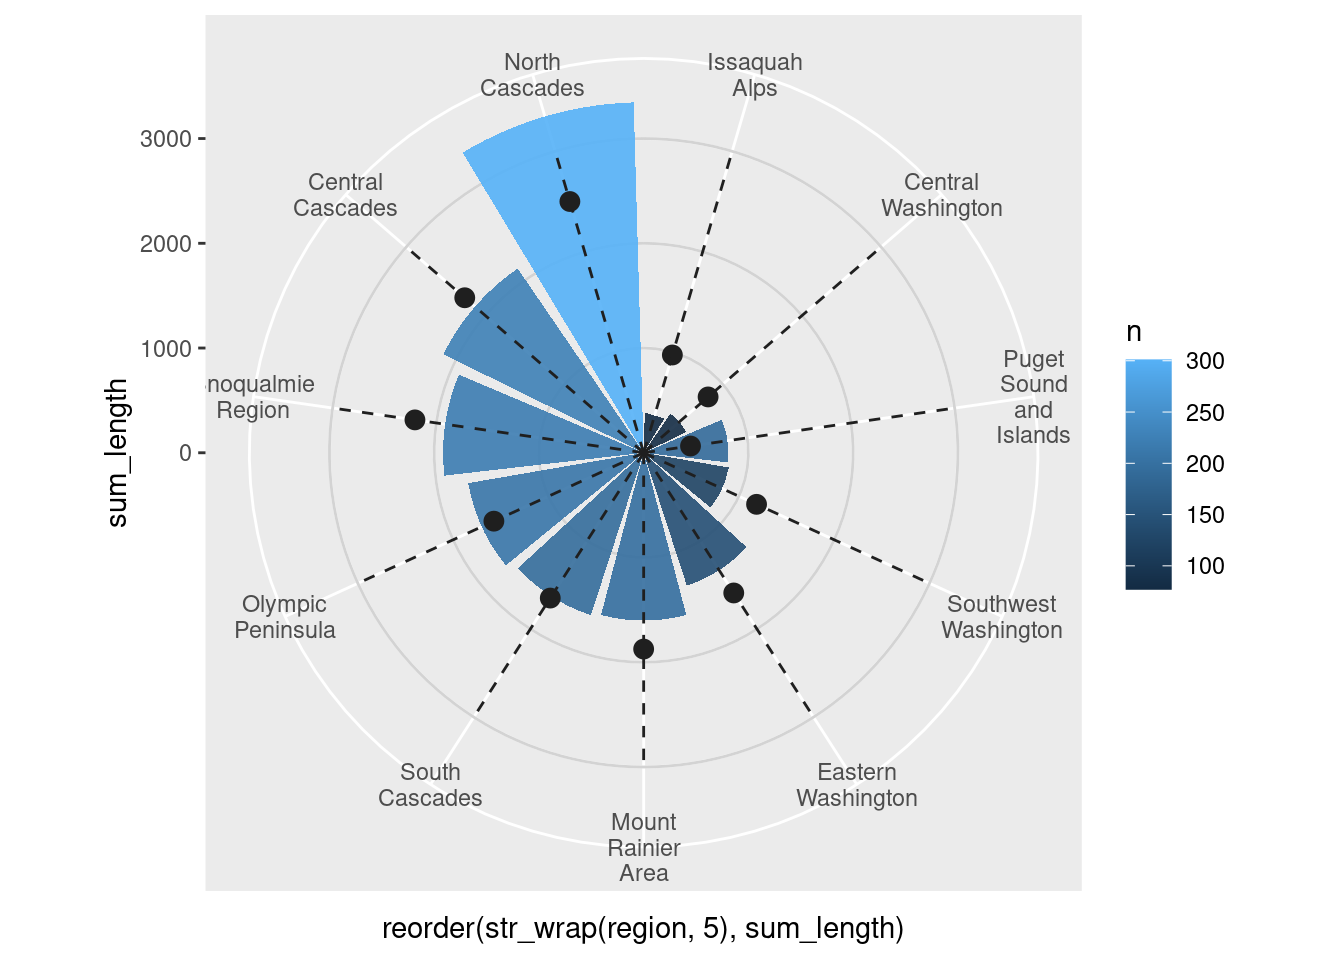 North
Cascades
Issaquah
Alps
Central
Cascades
Central
Washington
noqualmie
Region
Puget
Sound
and
Islands
Olympic
Peninsula
Southwest
Washington
South
Cascades
Eastern
Washington
Mount
Rainier
Area
3000
2000
1000
0
sum_length
reorder(str_wrap(region, 5), sum_length)
n
300
250
200
150
100